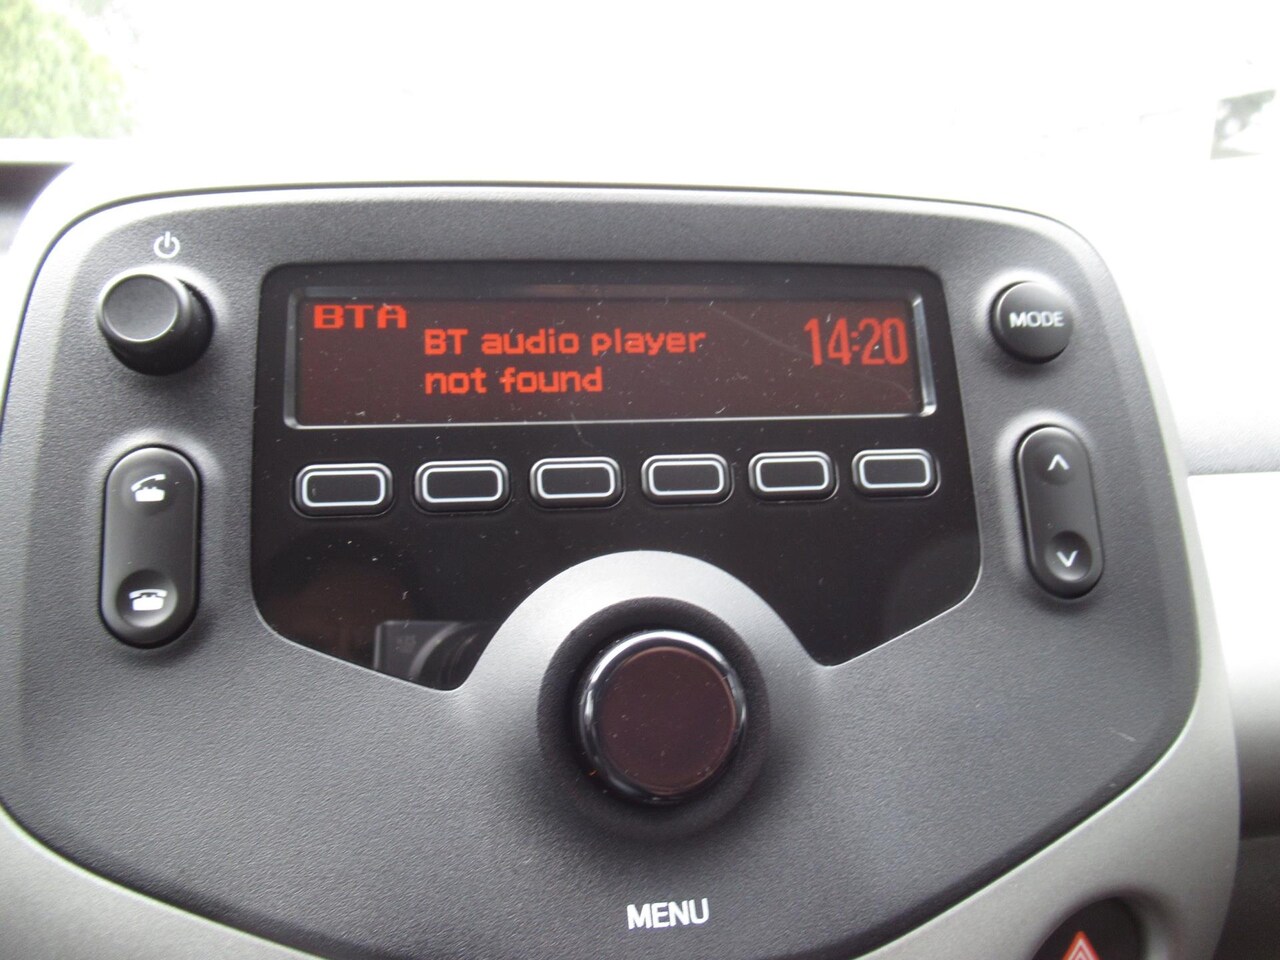 BTA
BT audio player
not found
14:20
MODE
MENU